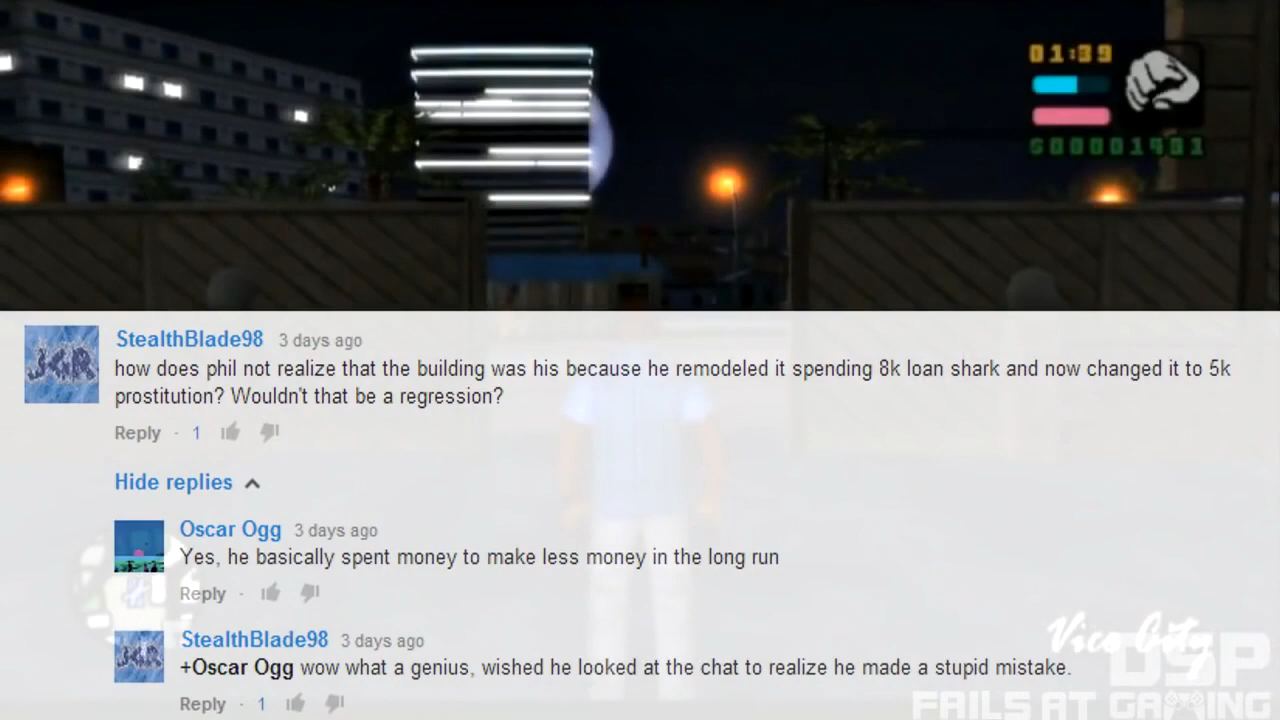 01:39
$00001981
StealthBlade98 3 days ago
how does phil not realize that the building was his because he remodeled it spending 8k loan shark and now changed it to 5k
prostitution? Wouldn't that be a regression?
Reply · 1
Hide replies
Oscar Ogg 3 days ago
Yes, he basically spent money to make less money in the long run
Reply ·
StealthBlade98 3 days ago
+Oscar Ogg wow what a genius, wished he looked at the chat to realize he made a stupid mistake.
Reply · 1
Vice City
DSP
FAILS AT GAMING